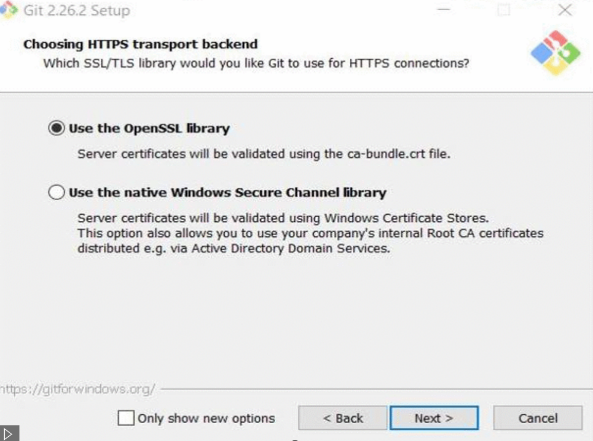 Git 2.26.2 Setup
Choosing HTTPS transport backend
Which SSL/TLS library would you like Git to use for HTTPS connections?
Use the OpenSSL library
Server certificates will be validated using the ca-bundle.crt file.
Use the native Windows Secure Channel library
Server certificates will be validated using Windows Certificate Stores.
This option also allows you to use your company's internal Root CA certificates
distributed e.g. via Active Directory Domain Services.
https://gitforwindows.org/
Only show new options
< Back
Next >
Cancel